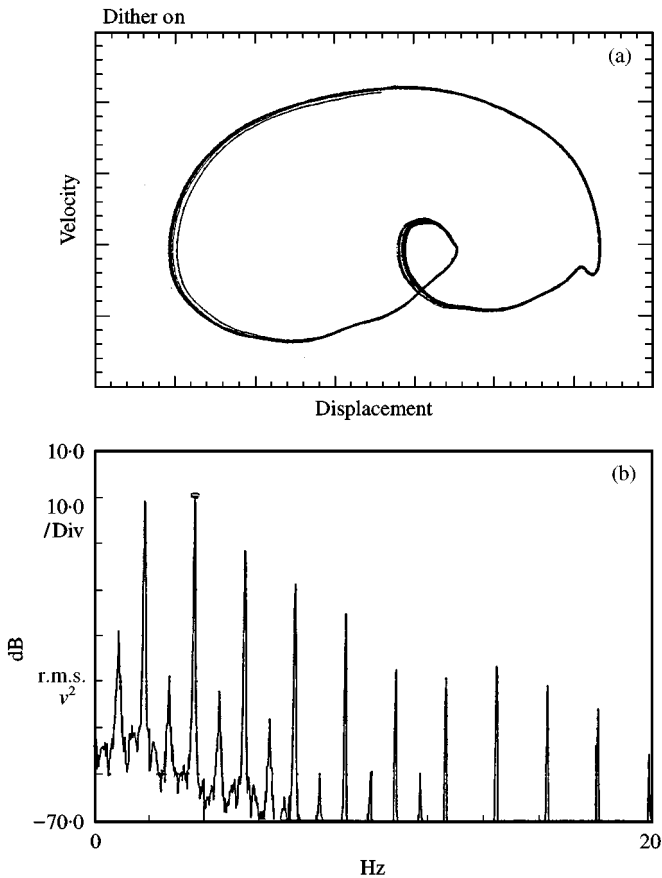 Dither on
(a)
Velocity
Displacement
10·0
(b)
10·0
/Div
dB
r.m.s.
v²
−70·0
0
20
Hz